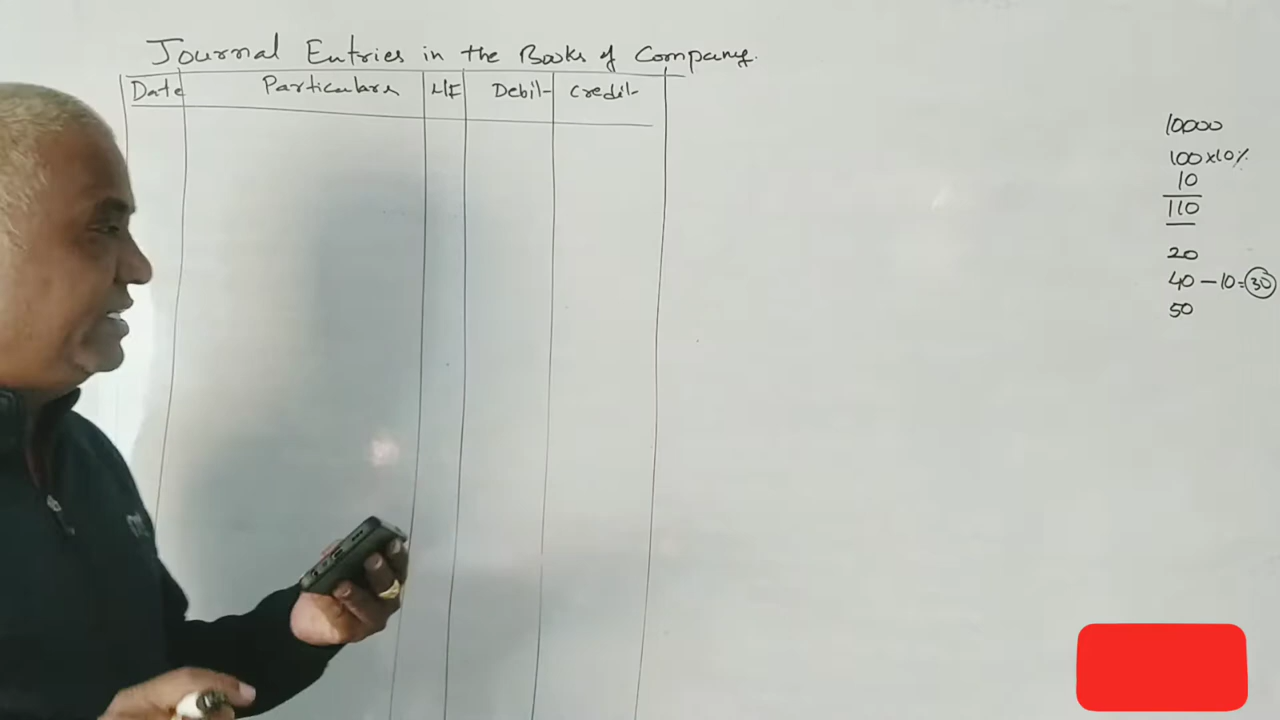 Journal Entries in the Books of Company.
Date Particulars L/F Debit Credit
10000
100x10%
10
110
20
40 - 10 = 30
50